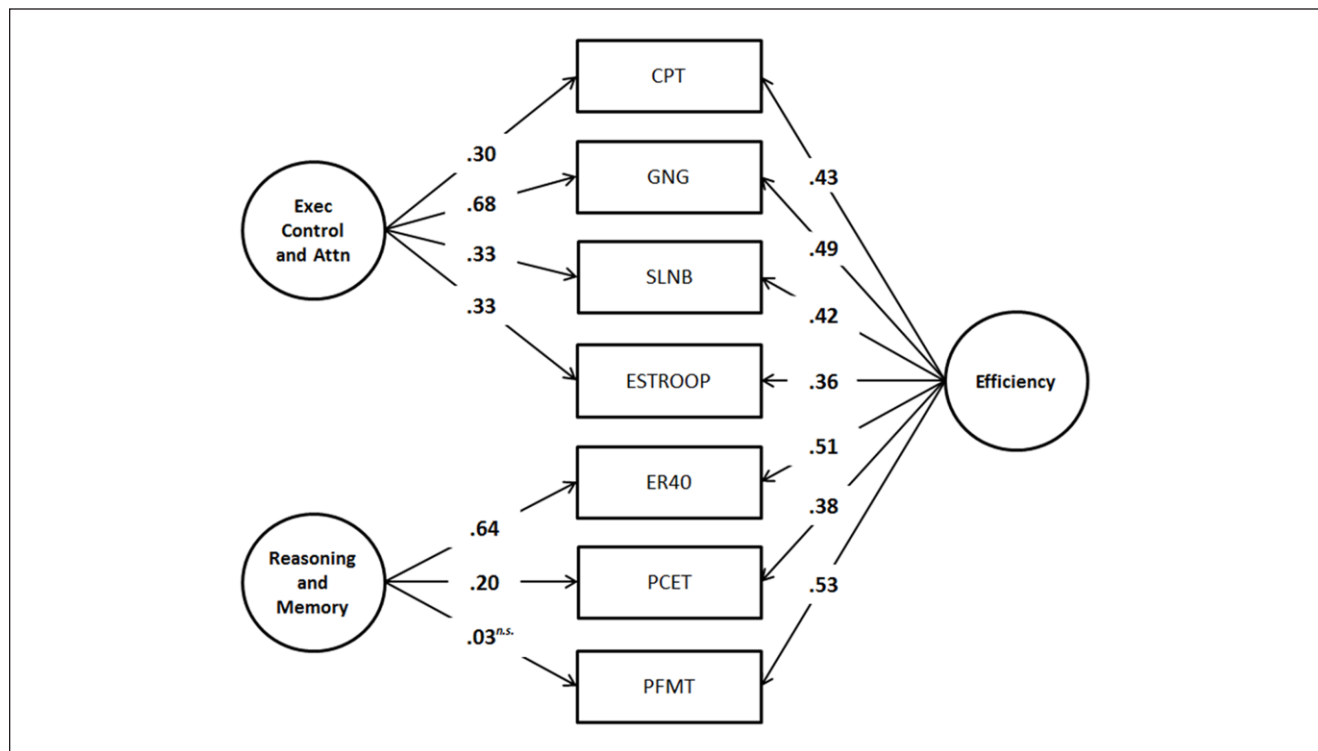 CPT
.30
.43
GNG
.68
Exec
Control
and Attn
.49
.33
SLNB
.42
.33
ESTROOP
.36
Efficiency
.51
ER40
.64
.38
Reasoning
and
Memory
.20
PCET
.53
.03n.s.
PFMT